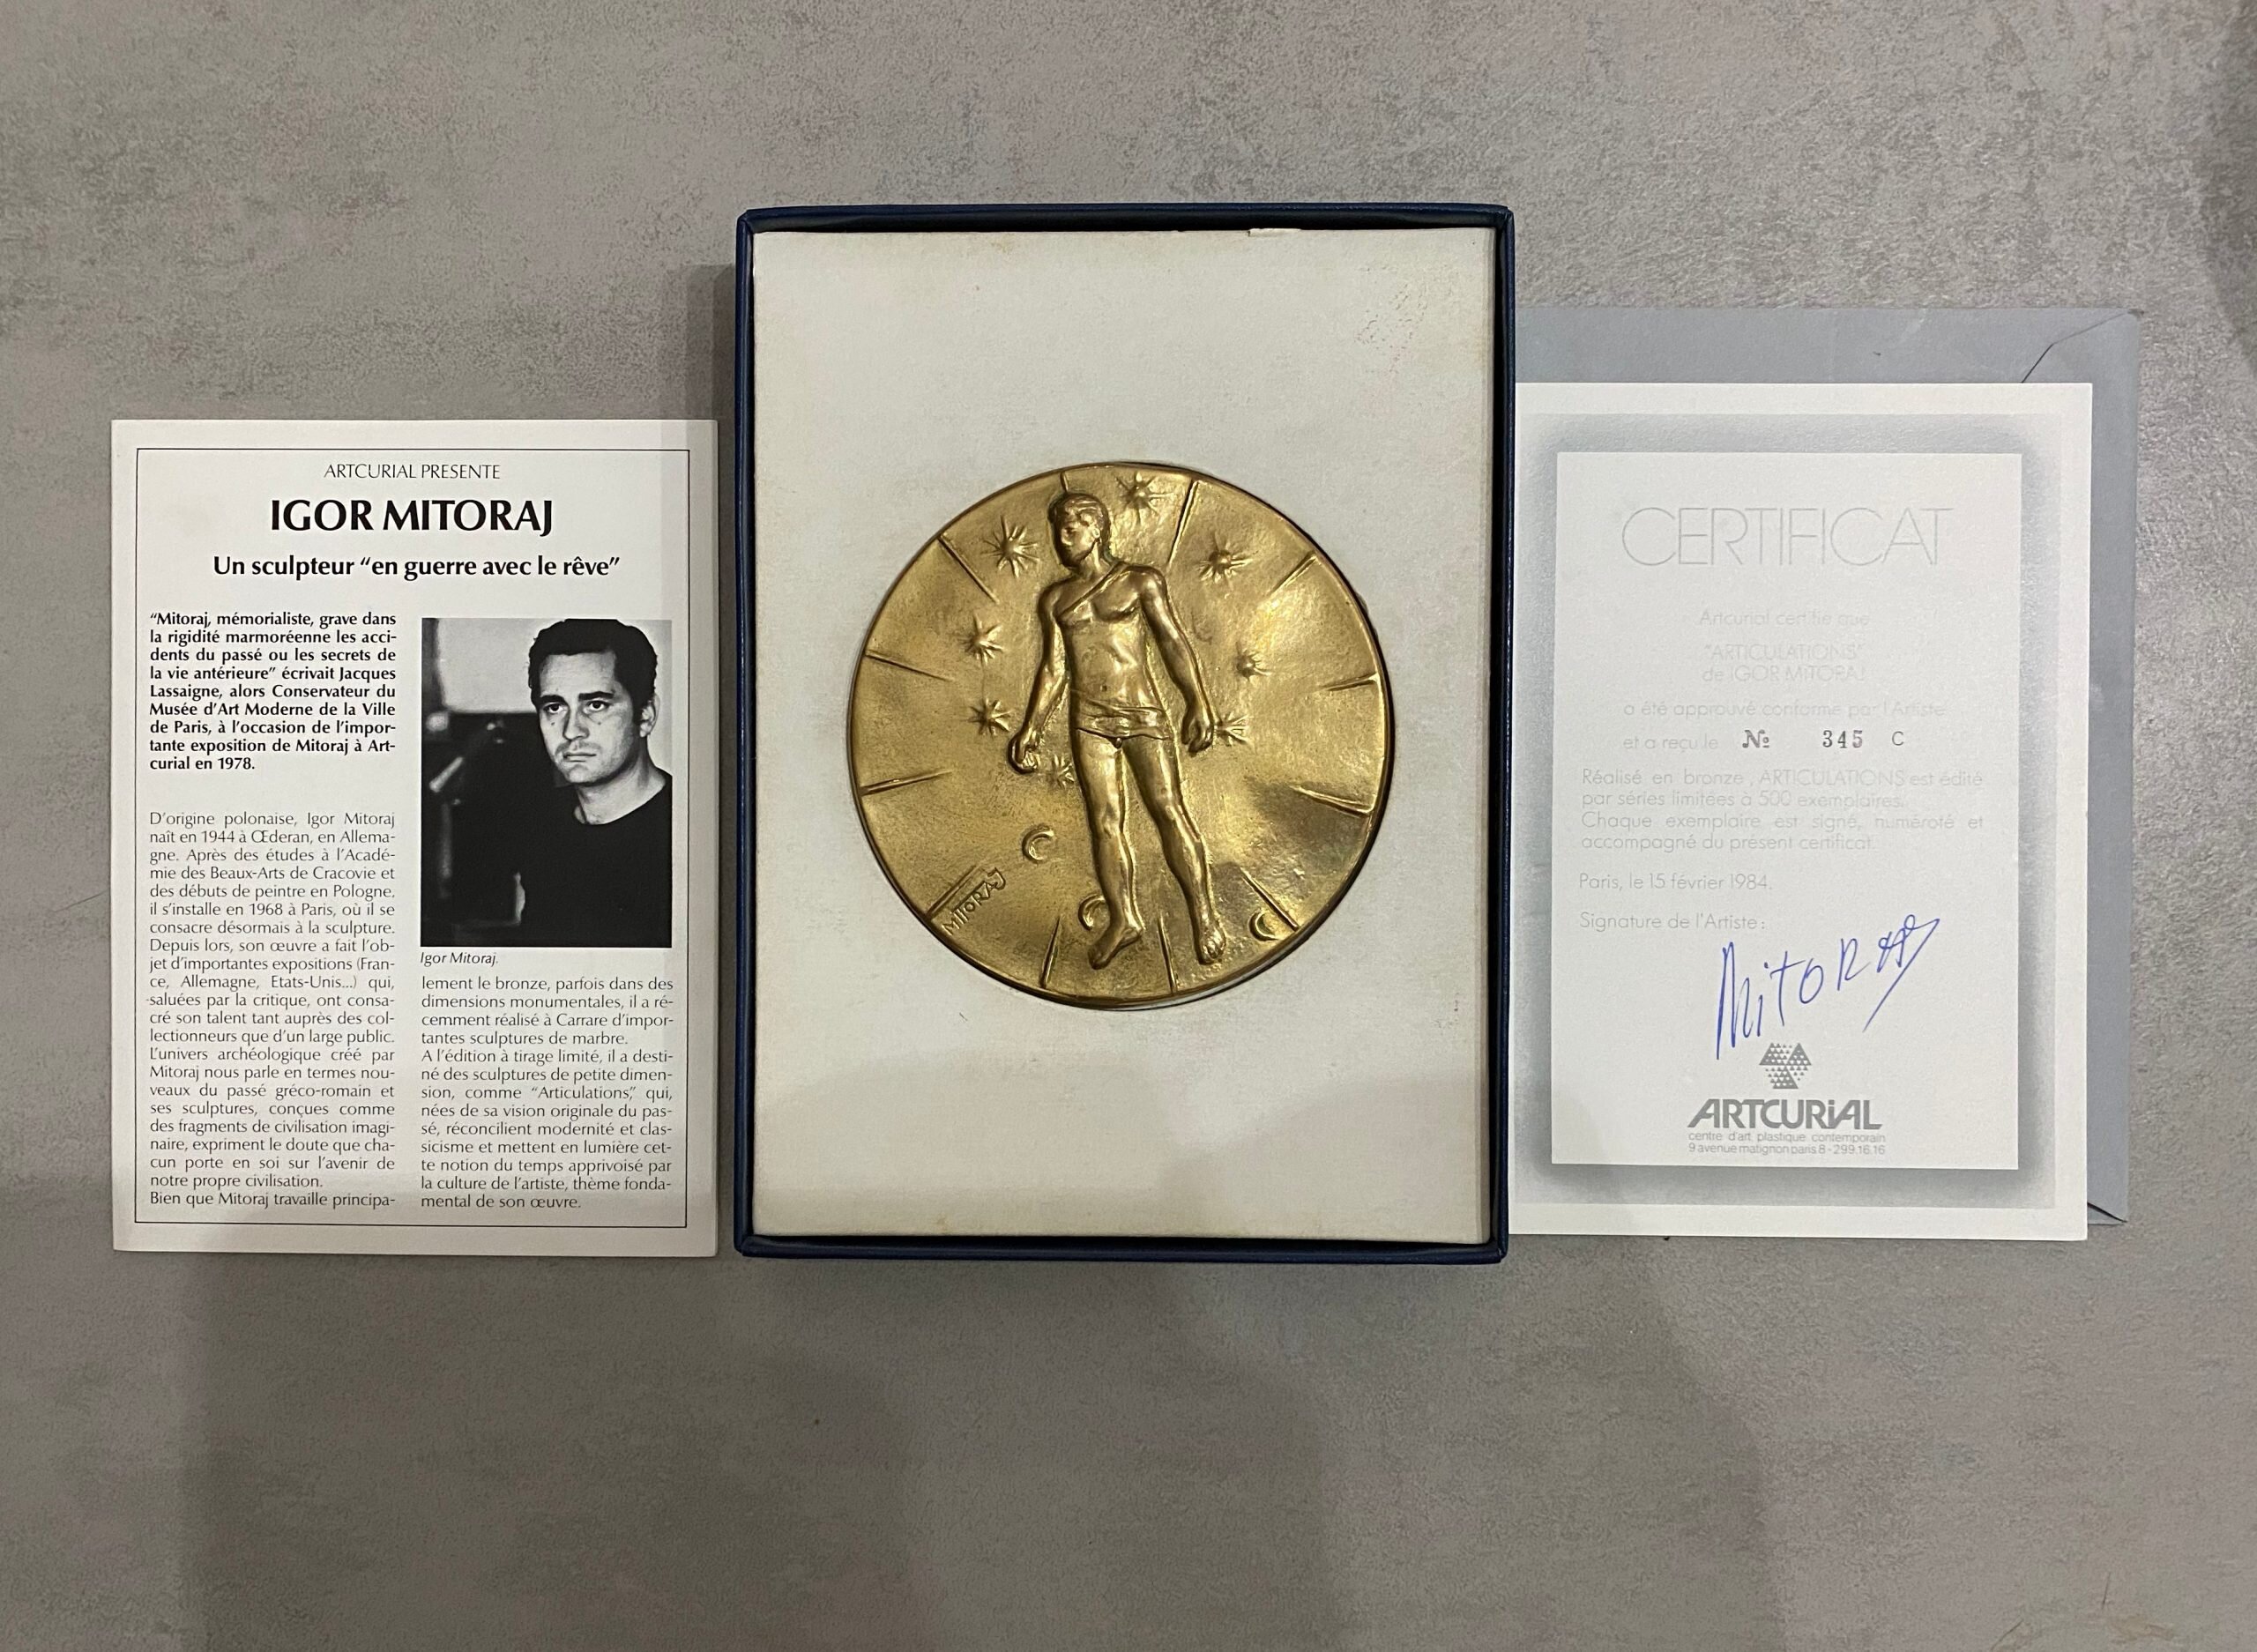 ARTCURIAL PRESENTE
IGOR MITORAJ
Un sculpteur “en guerre avec le rêve”
“Mitoraj, mémorialiste, grave dans
la rigidité marmoréenne les acci-
dents du passé ou les secrets de
la vie antérieure” écrivait Jacques
Lassaigne, alors Conservateur du
Musée d’Art Moderne de la Ville
de Paris, à l’occasion de l’impor-
tante exposition de Mitoraj à Art-
curial en 1978.
D’origine polonaise, Igor Mitoraj
naît en 1944 à Œderan, en Allema-
gne. Après des études à l’Acadé-
mie des Beaux-Arts de Cracovie et
des débuts de peintre en Pologne,
il s’installe en 1968 à Paris, où il se
consacre désormais à la sculpture.
Depuis lors, son œuvre a fait l’ob-
jet d’importantes expositions (Fran-
ce, Allemagne, Etats-Unis...) qui,
saluées par la critique, ont consa-
cré son talent tant auprès des col-
lectionneurs que d’un large public.
L’univers archéologique créé par
Mitoraj nous parle en termes nou-
veaux du passé gréco-romain et
ses sculptures, conçues comme
des fragments de civilisation imagi-
naire, expriment le doute que cha-
cun porte en soi sur l’avenir de
notre propre civilisation.
Bien que Mitoraj travaille principa-
Igor Mitoraj.
lement le bronze, parfois dans des
dimensions monumentales, il a ré-
cemment réalisé à Carrare d’impor-
tantes sculptures de marbre.
A l’édition à tirage limité, il a desti-
né des sculptures de petite dimen-
sion, comme “Articulations”, qui,
nées de sa vision originale du pas-
sé, réconcilient modernité et clas-
sicisme et mettent en lumière cet-
te notion du temps apprivoisé par
la culture de l’artiste, thème fonda-
mental de son œuvre.
MITORAJ
CERTIFICAT
Artcurial certifie que
“ARTICULATIONS”
de IGOR MITORAJ
a été approuvé conforme par l’Artiste
et a reçu le № 345 C
Réalisé en bronze, ARTICULATIONS est édité
par séries limitées à 500 exemplaires.
Chaque exemplaire est signé, numéroté et
accompagné du présent certificat.
Paris, le 15 février 1984.
Signature de l’Artiste :
MitoRAJ
ARTCURiAL
centre d’art plastique contemporain
9 avenue matignon paris 8 - 299.16.16